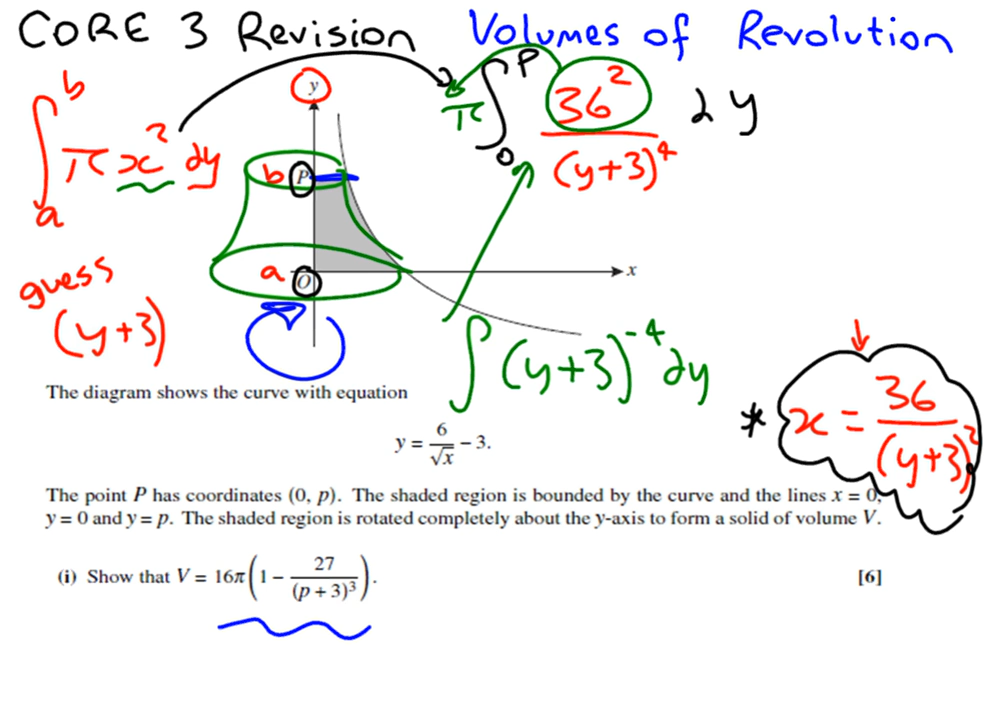 CORE 3 Revision Volumes of Revolution
∫ₐᵇ πx² dy
π∫₀ᴾ 36²/(y+3)⁴ dy
y
b P
a O
x
guess
(y+3)
∫(y+3)⁻⁴ dy
* x = 36/(y+3)²
The diagram shows the curve with equation
y = 6/√x − 3.
The point P has coordinates (0, p). The shaded region is bounded by the curve and the lines x = 0,
y = 0 and y = p. The shaded region is rotated completely about the y-axis to form a solid of volume V.
(i) Show that V = 16π(1 − 27/(p + 3)³). [6]